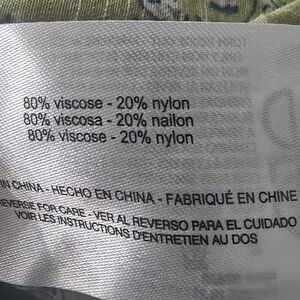 80% viscose - 20% nylon
80% viscosa - 20% nailon
80% viscose - 20% nylon
IN CHINA - HECHO EN CHINA - FABRIQUÉ EN CHINE
REVERSE FOR CARE - VER AL REVERSO PARA EL CUIDADO
VOIR LES INSTRUCTIONS D'ENTRETIEN AU DOS